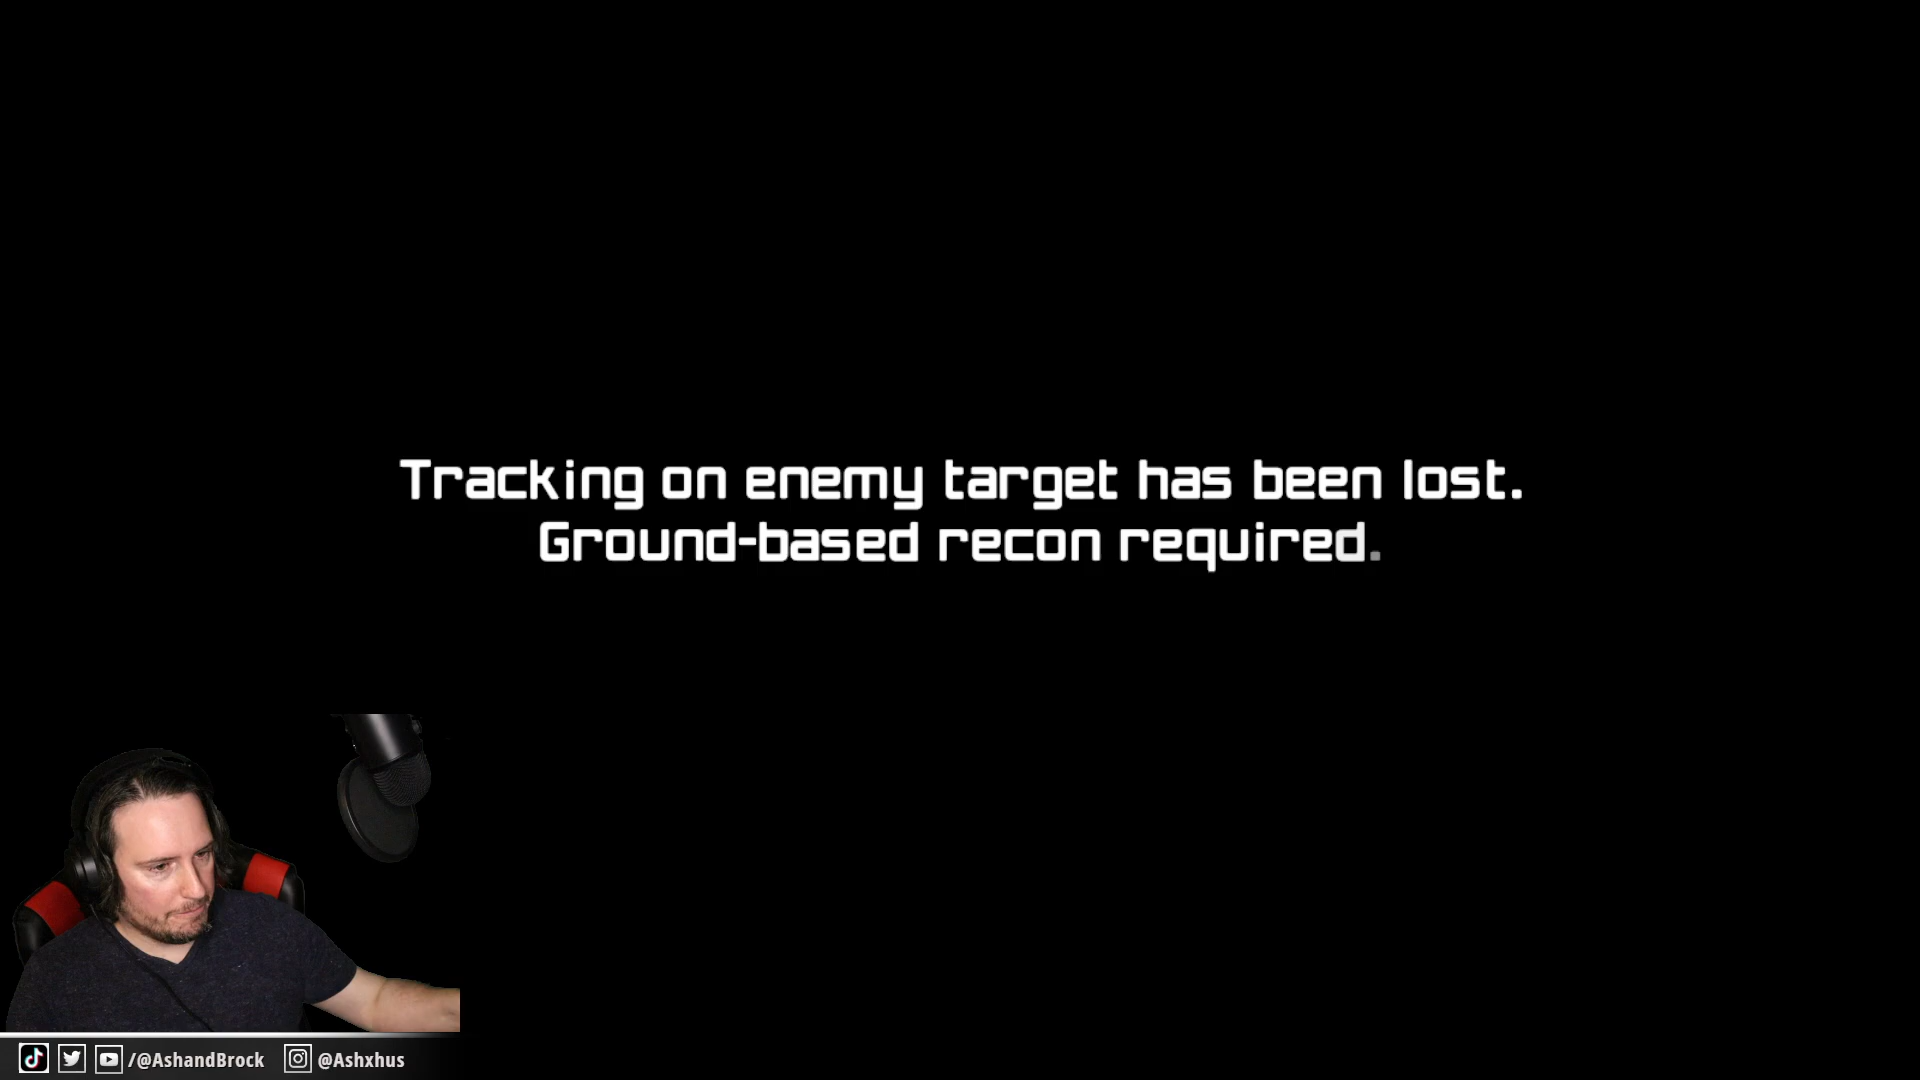 Tracking on enemy target has been lost.
Ground-based recon required.
/@AshandBrock @Ashxhus